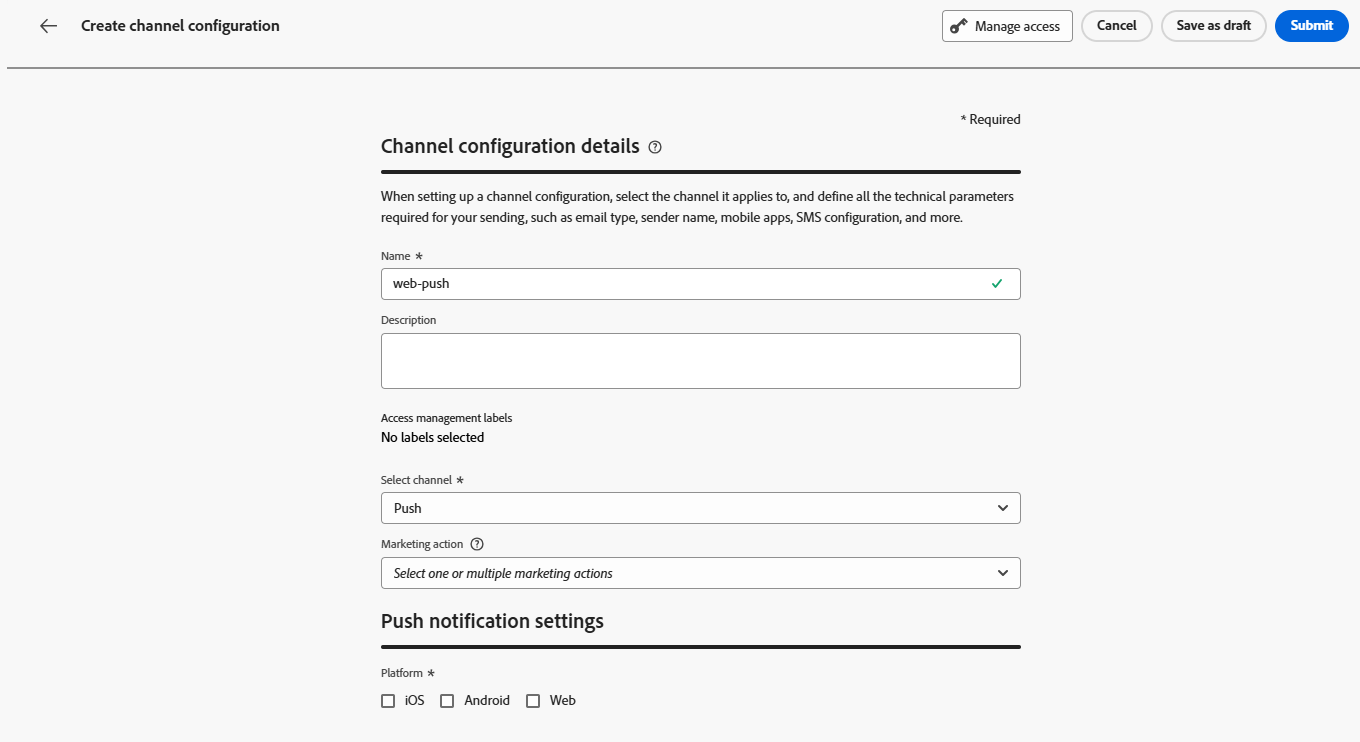 Create channel configuration
Manage access
Cancel
Save as draft
Submit
* Required
Channel configuration details
When setting up a channel configuration, select the channel it applies to, and define all the technical parameters
required for your sending, such as email type, sender name, mobile apps, SMS configuration, and more.
Name *
web-push
Description
Access management labels
No labels selected
Select channel *
Push
Marketing action
Select one or multiple marketing actions
Push notification settings
Platform *
iOS Android Web